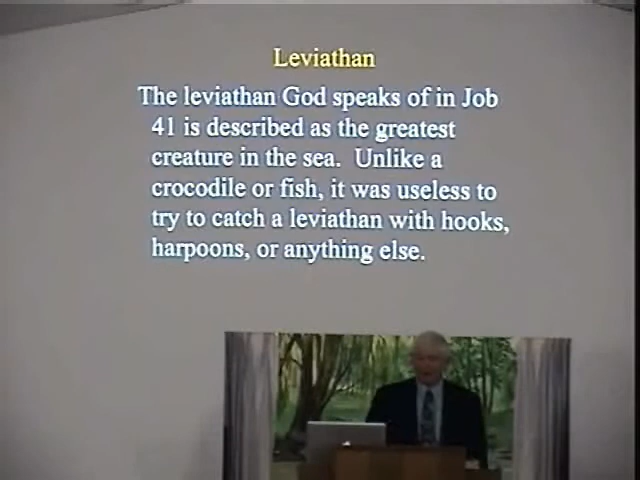 Leviathan
The leviathan God speaks of in Job
41 is described as the greatest
creature in the sea. Unlike a
crocodile or fish, it was useless to
try to catch a leviathan with hooks,
harpoons, or anything else.